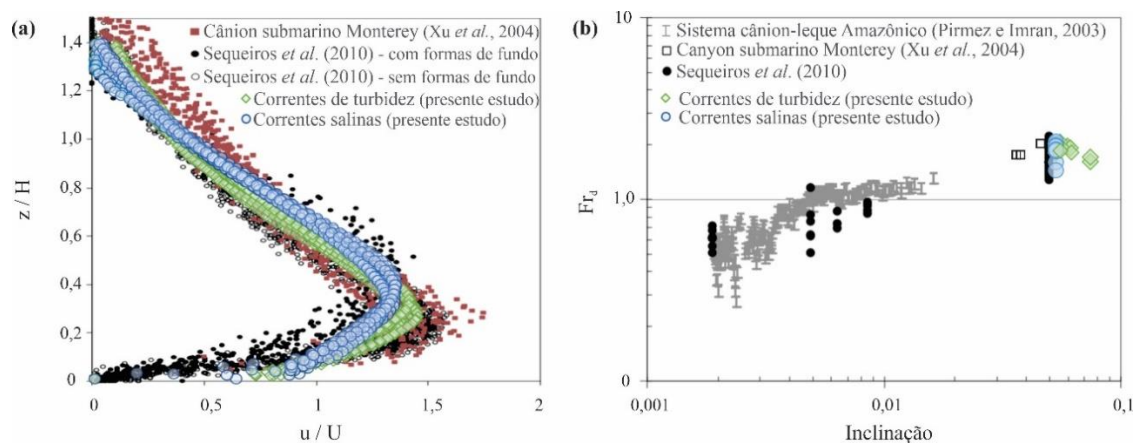 (a)
1,4
1,2
1,0
0,8
0,6
0,4
0,2
0
z / H
Cânion submarino Monterey (Xu et al., 2004)
Sequeiros et al. (2010) - com formas de fundo
Sequeiros et al. (2010) - sem formas de fundo
Correntes de turbidez (presente estudo)
Correntes salinas (presente estudo)
0 0,5 1 1,5 2
u / U
(b)
10
1,0
0
Fr d
Sistema cânion-leque Amazônico (Pirmez e Imran, 2003)
Canyon submarino Monterey (Xu et al., 2004)
Sequeiros et al. (2010)
Correntes de turbidez (presente estudo)
Correntes salinas (presente estudo)
0,001 0,01 0,1
Inclinação